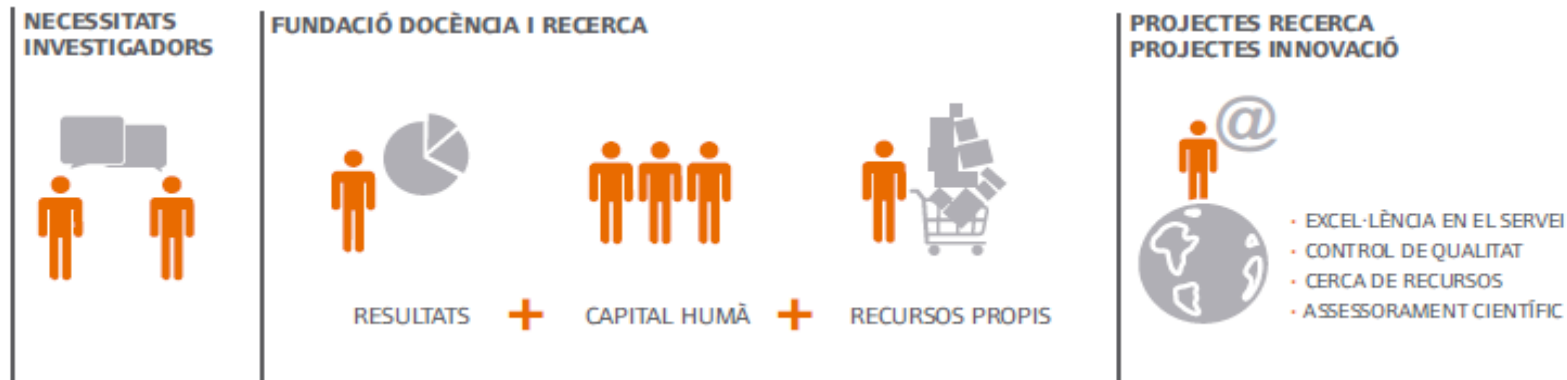 NECESSITATS
INVESTIGADORS
FUNDACIÓ DOCÈNCIA I RECERCA
RESULTATS + CAPITAL HUMÀ + RECURSOS PROPIS
PROJECTES RECERCA
PROJECTES INNOVACIÓ
@
· EXCEL·LÈNCIA EN EL SERVEI
· CONTROL DE QUALITAT
· CERCA DE RECURSOS
· ASSESSORAMENT CIENTÍFIC